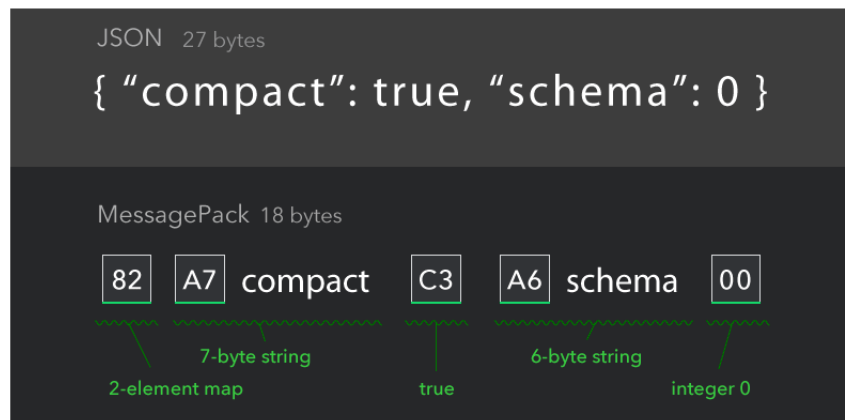 JSON 27 bytes
{ “compact”: true, “schema”: 0 }
MessagePack 18 bytes
82 A7 compact C3 A6 schema 00
7-byte string 6-byte string
2-element map true integer 0